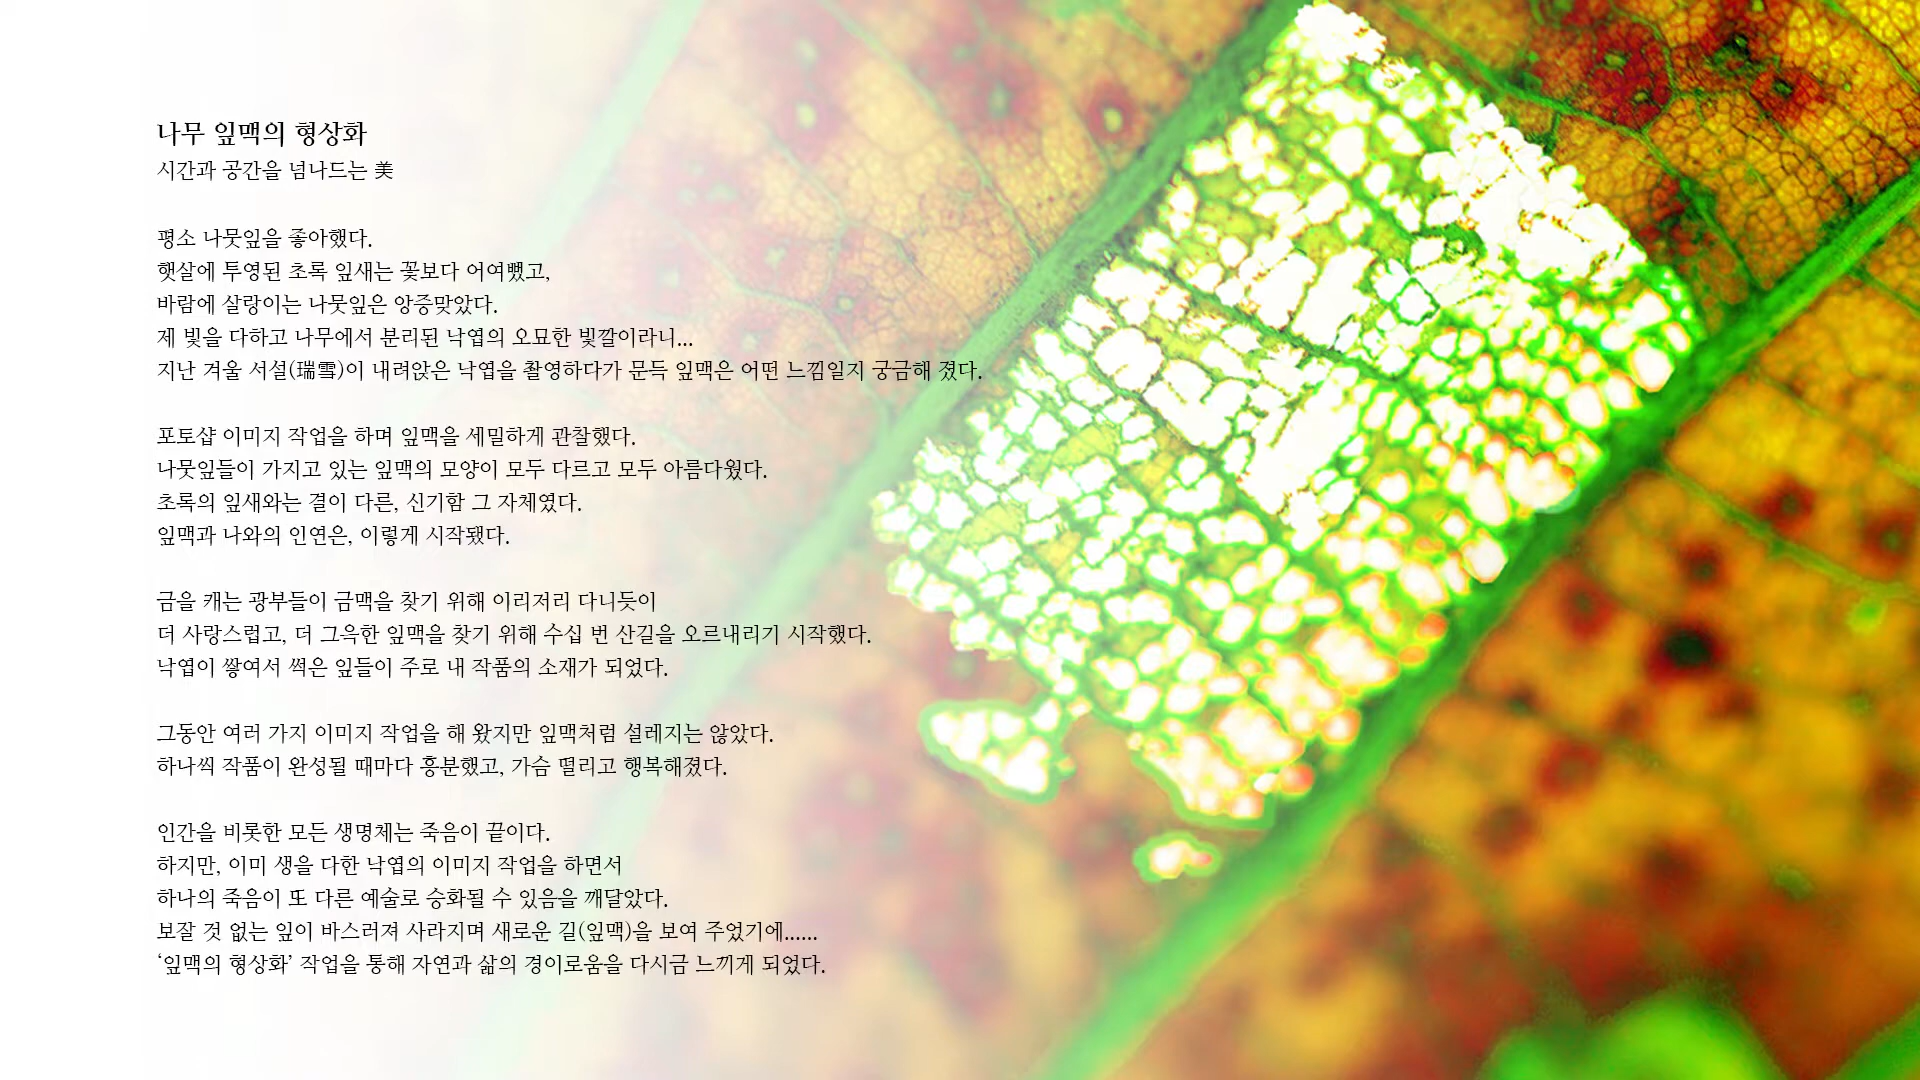 나무 잎맥의 형상화
시간과 공간을 넘나드는 美
평소 나뭇잎을 좋아했다.
햇살에 투영된 초록 잎새는 꽃보다 어여뻤고,
바람에 살랑이는 나뭇잎은 앙증맞았다.
제 빛을 다하고 나무에서 분리된 낙엽의 오묘한 빛깔이라니...
지난 겨울 서설(瑞雪)이 내려앉은 낙엽을 촬영하다가 문득 잎맥은 어떤 느낌일지 궁금해 졌다.
포토샵 이미지 작업을 하며 잎맥을 세밀하게 관찰했다.
나뭇잎들이 가지고 있는 잎맥의 모양이 모두 다르고 모두 아름다웠다.
초록의 잎새와는 결이 다른, 신기함 그 자체였다.
잎맥과 나와의 인연은, 이렇게 시작됐다.
금을 캐는 광부들이 금맥을 찾기 위해 이리저리 다니듯이
더 사랑스럽고, 더 그윽한 잎맥을 찾기 위해 수십 번 산길을 오르내리기 시작했다.
낙엽이 쌓여서 썩은 잎들이 주로 내 작품의 소재가 되었다.
그동안 여러 가지 이미지 작업을 해 왔지만 잎맥처럼 설레지는 않았다.
하나씩 작품이 완성될 때마다 흥분했고, 가슴 떨리고 행복해졌다.
인간을 비롯한 모든 생명체는 죽음이 끝이다.
하지만, 이미 생을 다한 낙엽의 이미지 작업을 하면서
하나의 죽음이 또 다른 예술로 승화될 수 있음을 깨달았다.
보잘 것 없는 잎이 바스러져 사라지며 새로운 길(잎맥)을 보여 주었기에......
‘잎맥의 형상화’ 작업을 통해 자연과 삶의 경이로움을 다시금 느끼게 되었다.